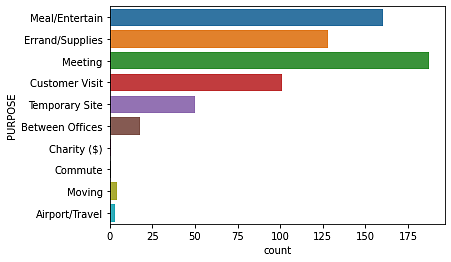 Meal/Entertain
Errand/Supplies
Meeting
Customer Visit
Temporary Site
Between Offices
Charity ($)
Commute
Moving
Airport/Travel
PURPOSE
0 25 50 75 100 125 150 175
count